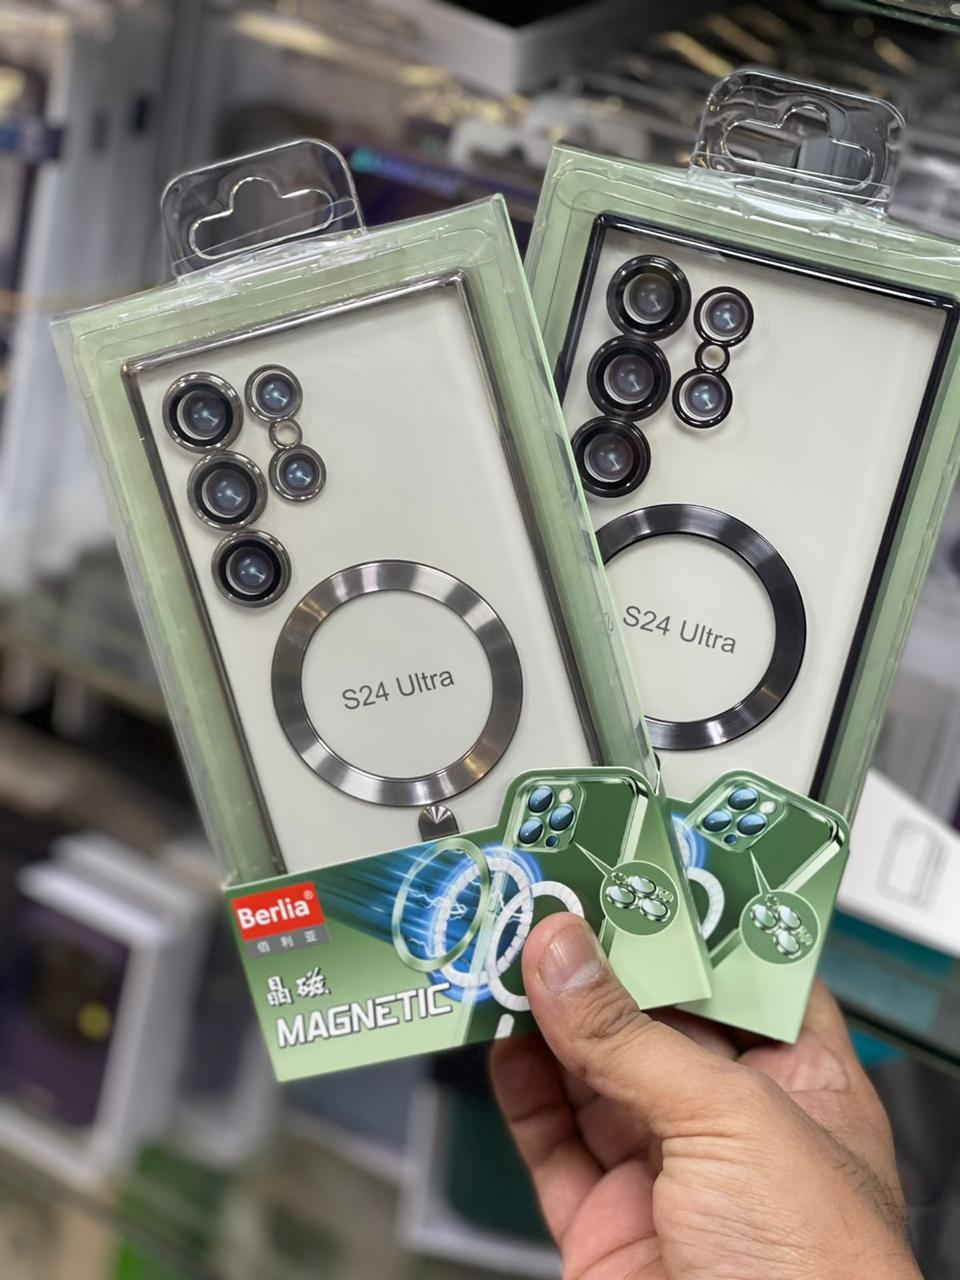 S24 Ultra
S24 Ultra
Berlia®
佰利亚
晶磁
MAGNETIC